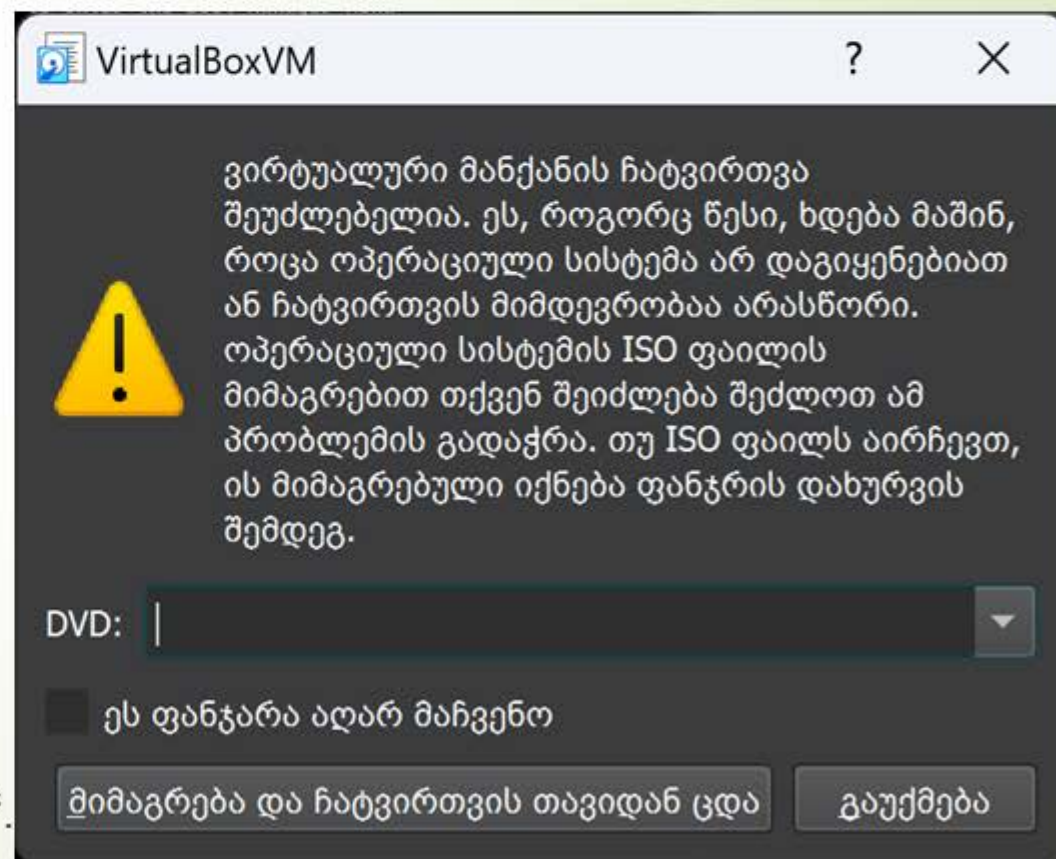 VirtualBoxVM
ვირტუალური მანქანის ჩატვირთვა
შეუძლებელია. ეს, როგორც წესი, ხდება მაშინ,
როცა ოპერაციული სისტემა არ დაგიყენებიათ
ან ჩატვირთვის მიმდევრობაა არასწორი.
ოპერაციული სისტემის ISO ფაილის
მიმაგრებით თქვენ შეიძლება შეძლოთ ამ
პრობლემის გადაჭრა. თუ ISO ფაილს აირჩევთ,
ის მიმაგრებული იქნება ფანჯრის დახურვის
შემდეგ.
DVD:
ეს ფანჯარა აღარ მაჩვენო
მიმაგრება და ჩატვირთვის თავიდან ცდა
გაუქმება